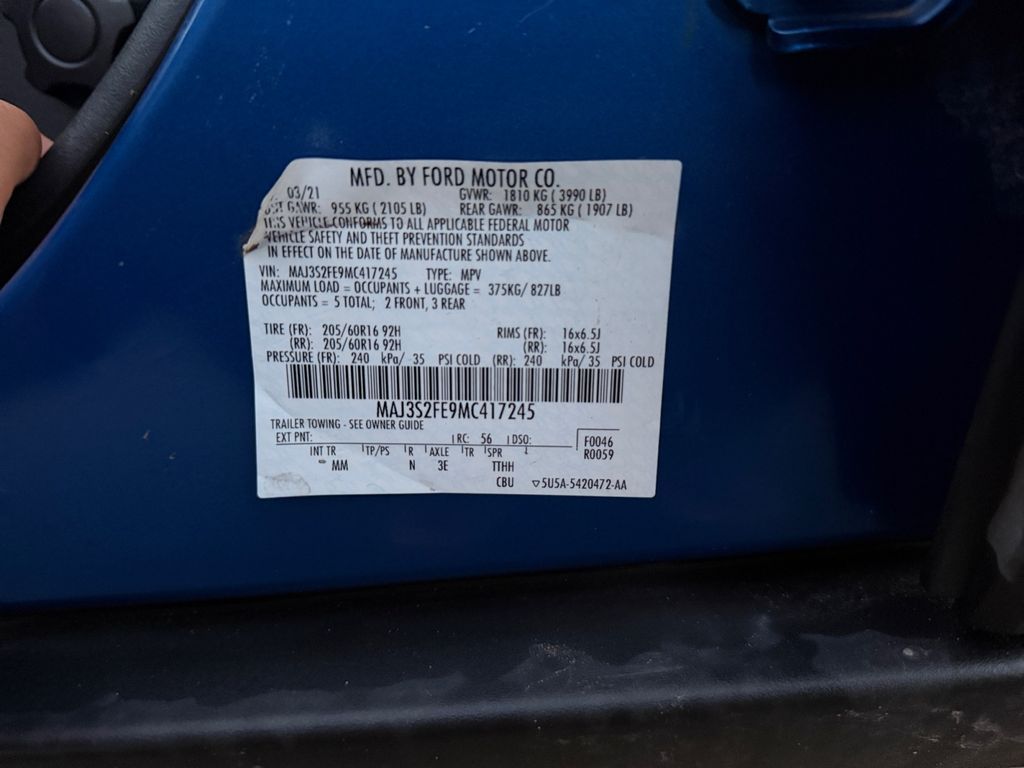 MFD. BY FORD MOTOR CO.
03/21 GVWR: 1810 KG ( 3990 LB)
GAWR: 955 KG ( 2105 LB) REAR GAWR: 865 KG ( 1907 LB)
THIS VEHICLE CONFORMS TO ALL APPLICABLE FEDERAL MOTOR
VEHICLE SAFETY AND THEFT PREVENTION STANDARDS
IN EFFECT ON THE DATE OF MANUFACTURE SHOWN ABOVE.
VIN: MAJ3S2FE9MC417245 TYPE: MPV
MAXIMUM LOAD = OCCUPANTS + LUGGAGE = 375KG/ 827LB
OCCUPANTS = 5 TOTAL; 2 FRONT, 3 REAR
TIRE (FR): 205/60R16 92H RIMS (FR): 16x6.5J
(RR): 205/60R16 92H (RR): 16x6.5J
PRESSURE (FR): 240 kPa/ 35 PSI COLD (RR): 240 kPa/ 35 PSI COLD
MAJ3S2FE9MC417245
TRAILER TOWING - SEE OWNER GUIDE
EXT PNT: RC: 56 DSO: F0046
INT TR TP/PS R AXLE TR SPR R0059
MM N 3E TTHH
CBU ▽5U5A-5420472-AA